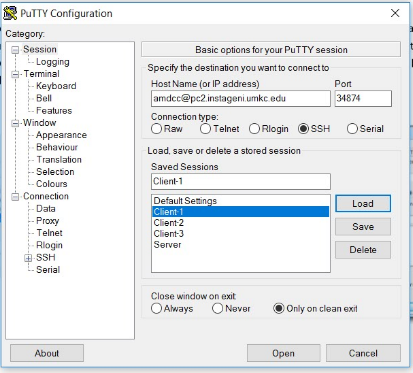 PuTTY Configuration
Category:
Session
Logging
Terminal
Keyboard
Bell
Features
Window
Appearance
Behaviour
Translation
Selection
Colours
Connection
Data
Proxy
Telnet
Rlogin
SSH
Serial
Basic options for your PuTTY session
Specify the destination you want to connect to
Host Name (or IP address) Port
amdcc@pc2.instageni.umkc.edu 34874
Connection type:
Raw Telnet Rlogin SSH Serial
Load, save or delete a stored session
Saved Sessions
Client-1
Default Settings
Client-1
Client-2
Client-3
Server
Load
Save
Delete
Close window on exit:
Always Never Only on clean exit
About Open Cancel